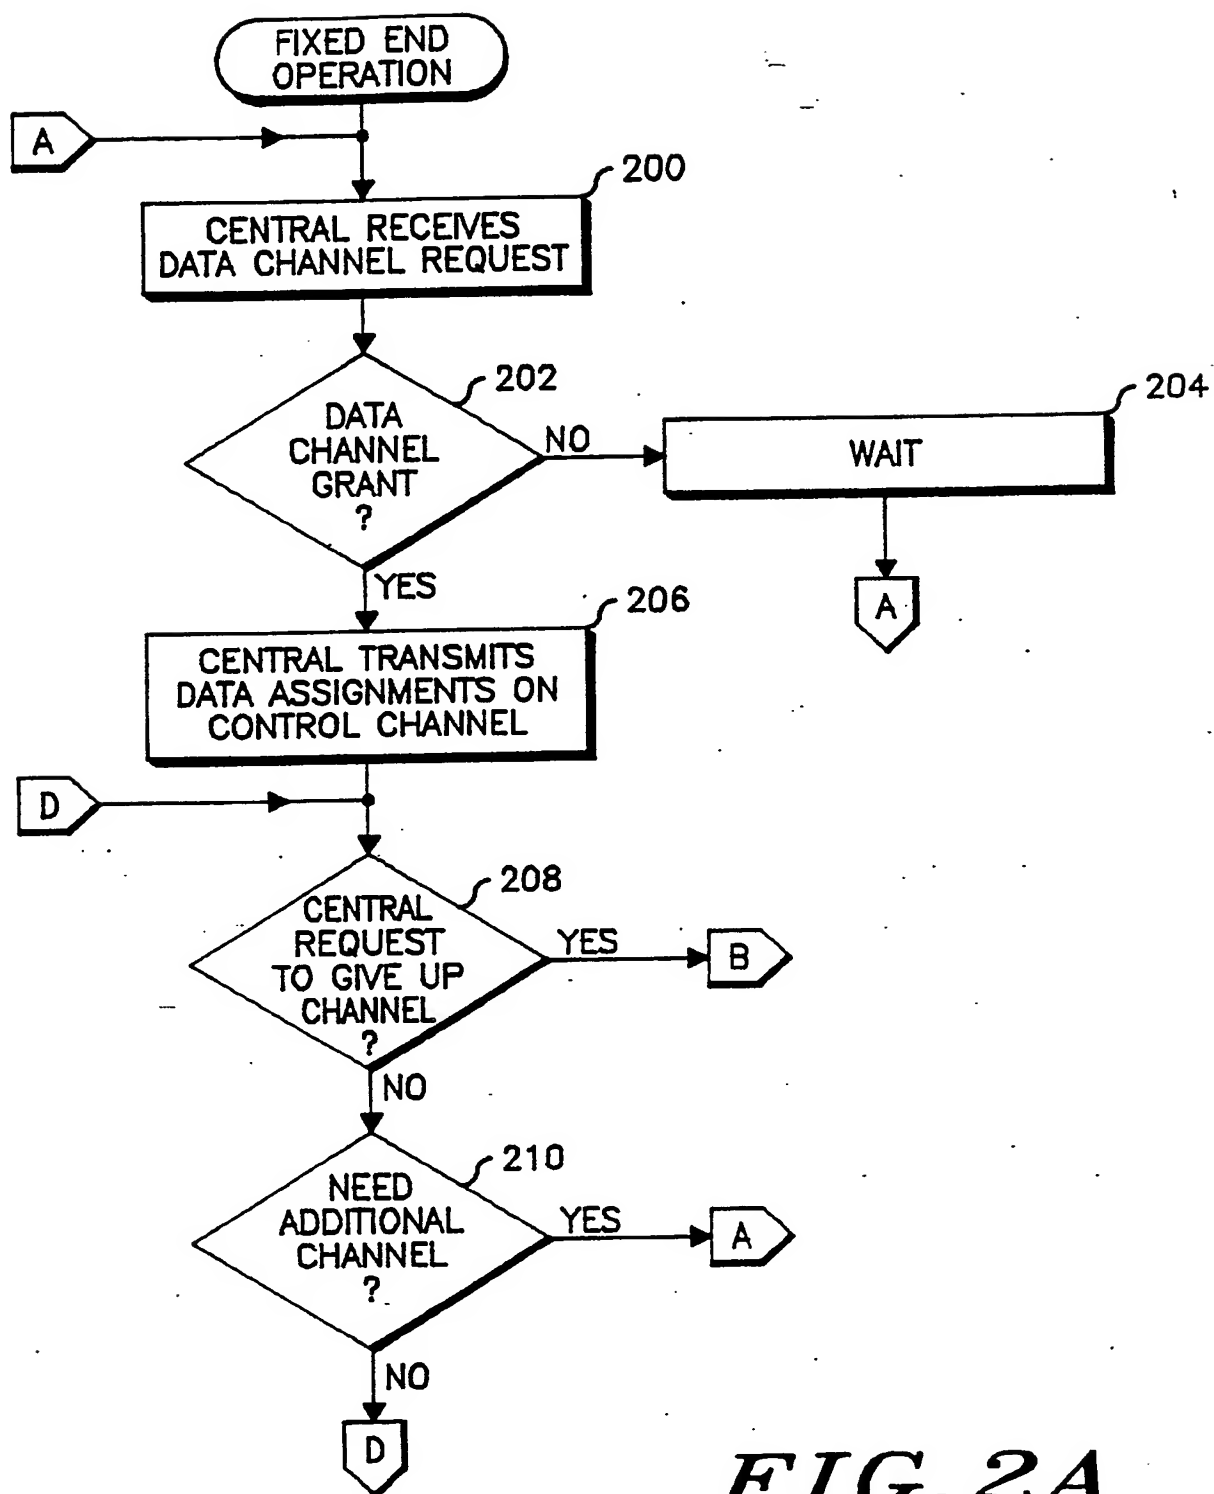 FIXED END
OPERATION
A
200
CENTRAL RECEIVES
DATA CHANNEL REQUEST
202
DATA
CHANNEL
GRANT
?
NO
204
WAIT
A
YES
206
CENTRAL TRANSMITS
DATA ASSIGNMENTS ON
CONTROL CHANNEL
D
208
CENTRAL
REQUEST
TO GIVE UP
CHANNEL
?
YES
B
NO
210
NEED
ADDITIONAL
CHANNEL
?
YES
A
NO
D
FIG. 2A